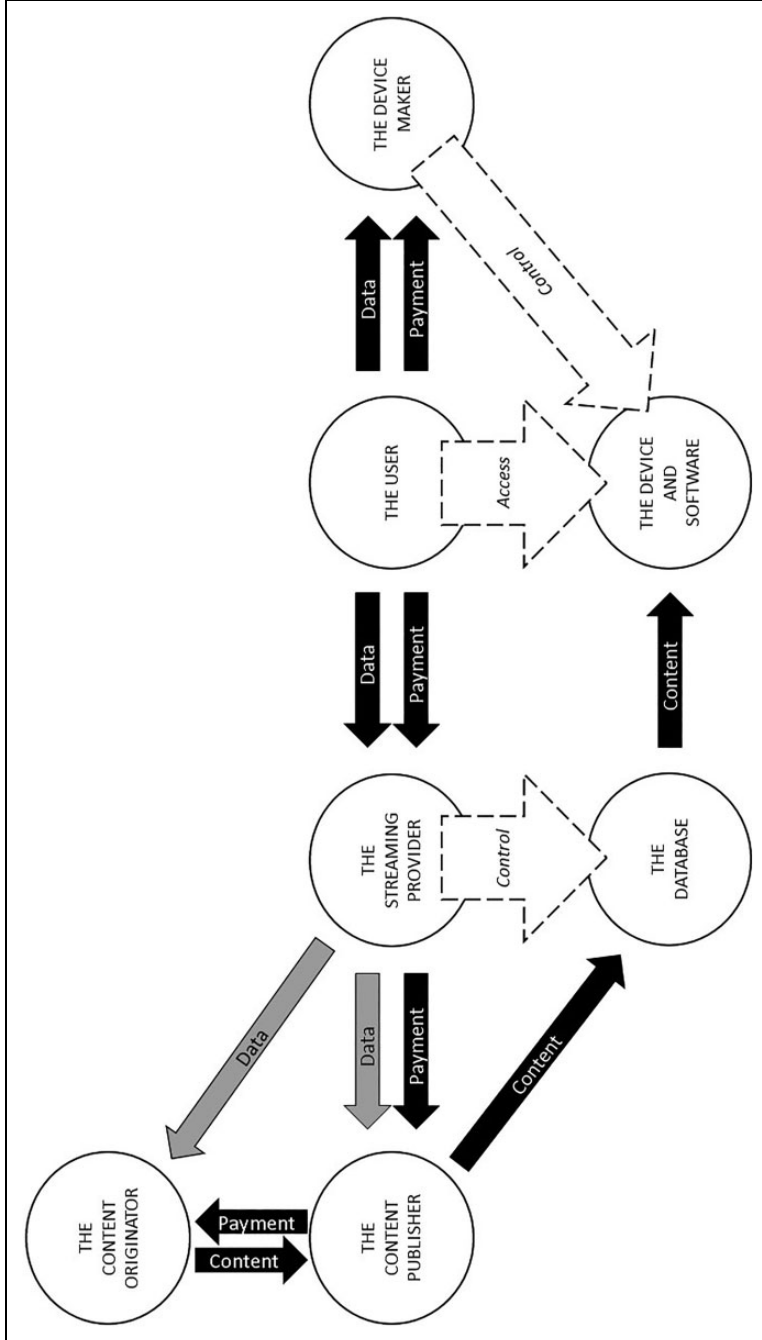 THE DEVICE
MAKER
Data
Payment
Control
THE USER
Access
THE DEVICE
AND
SOFTWARE
Data
Payment
Content
THE
STREAMING
PROVIDER
Control
THE
DATABASE
Data
Data
Payment
Content
THE
CONTENT
ORIGINATOR
Payment
Content
THE
CONTENT
PUBLISHER